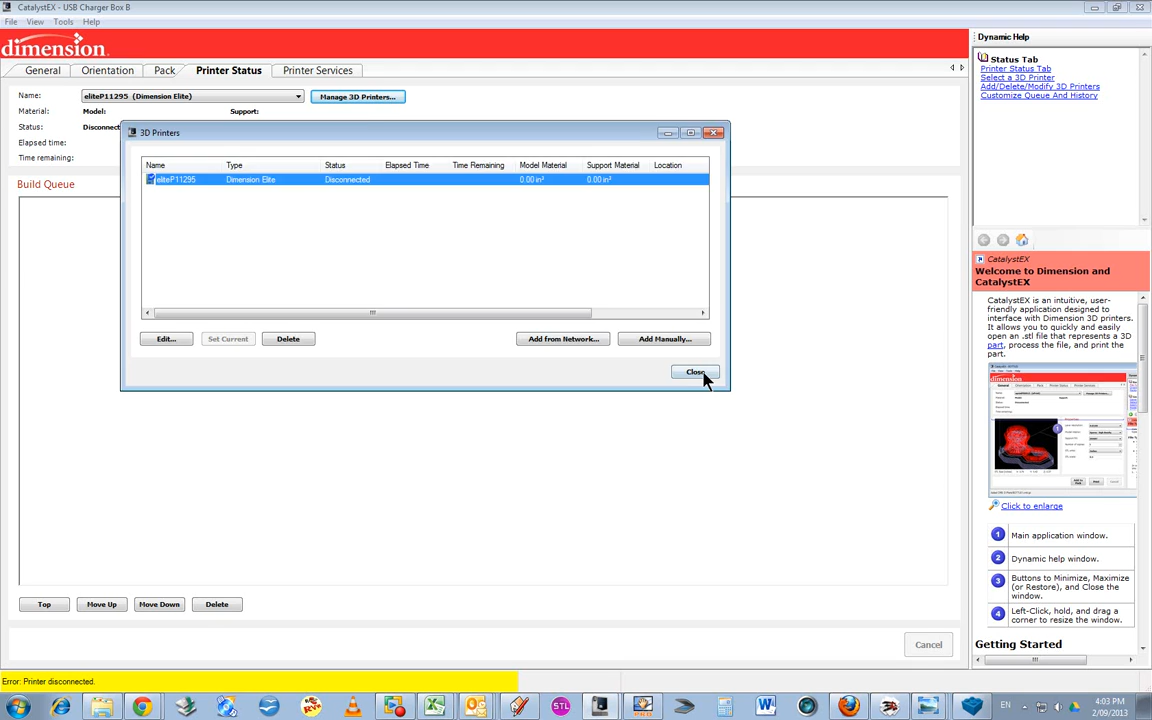 CatalystEX - USB Charger Box B
File View Tools Help
dimension
General Orientation Pack Printer Status Printer Services
Name: eliteP11295 (Dimension Elite) Manage 3D Printers...
Material: Model: Support:
Status: Disconnect
Elapsed time:
Time remaining:
3D Printers
Name Type Status Elapsed Time Time Remaining Model Material Support Material Location
eliteP11295 Dimension Elite Disconnected 0.00 in³ 0.00 in³
Edit... Set Current Delete Add from Network... Add Manually...
Close
Build Queue
Top Move Up Move Down Delete
Cancel
Error: Printer disconnected.
Dynamic Help
Status Tab
Printer Status Tab
Select a 3D Printer
Add/Delete/Modify 3D Printers
Customize Queue And History
CatalystEX
Welcome to Dimension and
CatalystEX
CatalystEX is an intuitive, user-
friendly application designed to
interface with Dimension 3D printers.
It allows you to quickly and easily
open an .stl file that represents a 3D
part, process the file, and print the
part.
Click to enlarge
1 Main application window.
2 Dynamic help window.
3 Buttons to Minimize, Maximize
(or Restore), and Close the
window.
4 Left-Click, hold, and drag a
corner to resize the window.
Getting Started
STL
EN
4:03 PM
2/09/2013